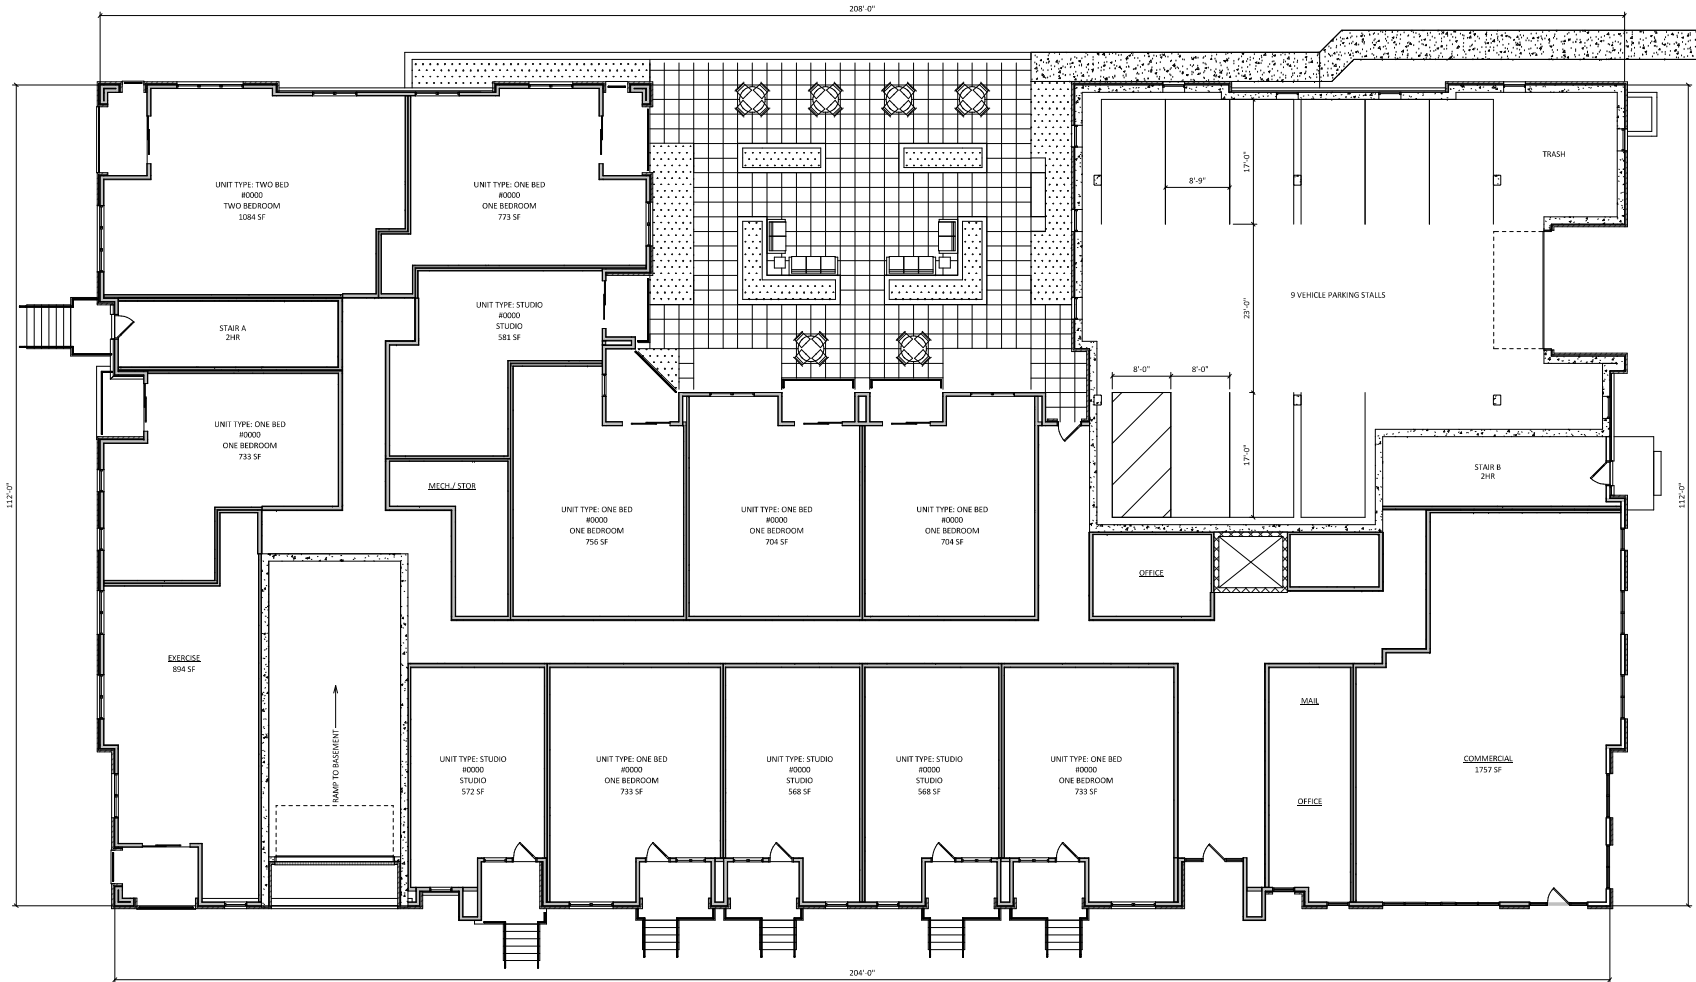 208'-0"
UNIT TYPE: TWO BED
#0000
TWO BEDROOM
1084 SF
UNIT TYPE: ONE BED
#0000
ONE BEDROOM
773 SF
17'-0"
8'-9"
TRASH
UNIT TYPE: STUDIO
#0000
STUDIO
581 SF
STAIR A
2HR
23'-0"
9 VEHICLE PARKING STALLS
UNIT TYPE: ONE BED
#0000
ONE BEDROOM
733 SF
8'-0"
8'-0"
17'-0"
112'-0"
112'-0"
MECH./ STOR
STAIR B
2HR
UNIT TYPE: ONE BED
#0000
ONE BEDROOM
756 SF
UNIT TYPE: ONE BED
#0000
ONE BEDROOM
704 SF
UNIT TYPE: ONE BED
#0000
ONE BEDROOM
704 SF
OFFICE
EXERCISE
894 SF
RAMP TO BASEMENT
UNIT TYPE: STUDIO
#0000
STUDIO
572 SF
UNIT TYPE: ONE BED
#0000
ONE BEDROOM
733 SF
UNIT TYPE: STUDIO
#0000
STUDIO
568 SF
UNIT TYPE: STUDIO
#0000
STUDIO
568 SF
UNIT TYPE: ONE BED
#0000
ONE BEDROOM
733 SF
MAIL
OFFICE
COMMERCIAL
1757 SF
204'-0"